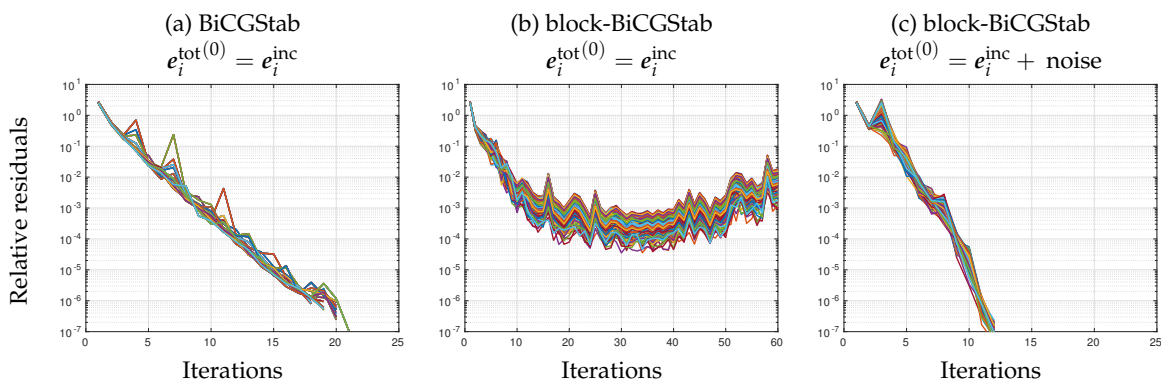 (a) BiCGStab
(b) block-BiCGStab
(c) block-BiCGStab
e_i^{tot(0)} = e_i^{inc}
e_i^{tot(0)} = e_i^{inc}
e_i^{tot(0)} = e_i^{inc} + noise
Relative residuals
10^1
10^0
10^-1
10^-2
10^-3
10^-4
10^-5
10^-6
10^-7
0 5 10 15 20 25
Iterations
10^1
10^0
10^-1
10^-2
10^-3
10^-4
10^-5
10^-6
10^-7
0 10 20 30 40 50 60
Iterations
10^1
10^0
10^-1
10^-2
10^-3
10^-4
10^-5
10^-6
10^-7
0 5 10 15 20 25
Iterations